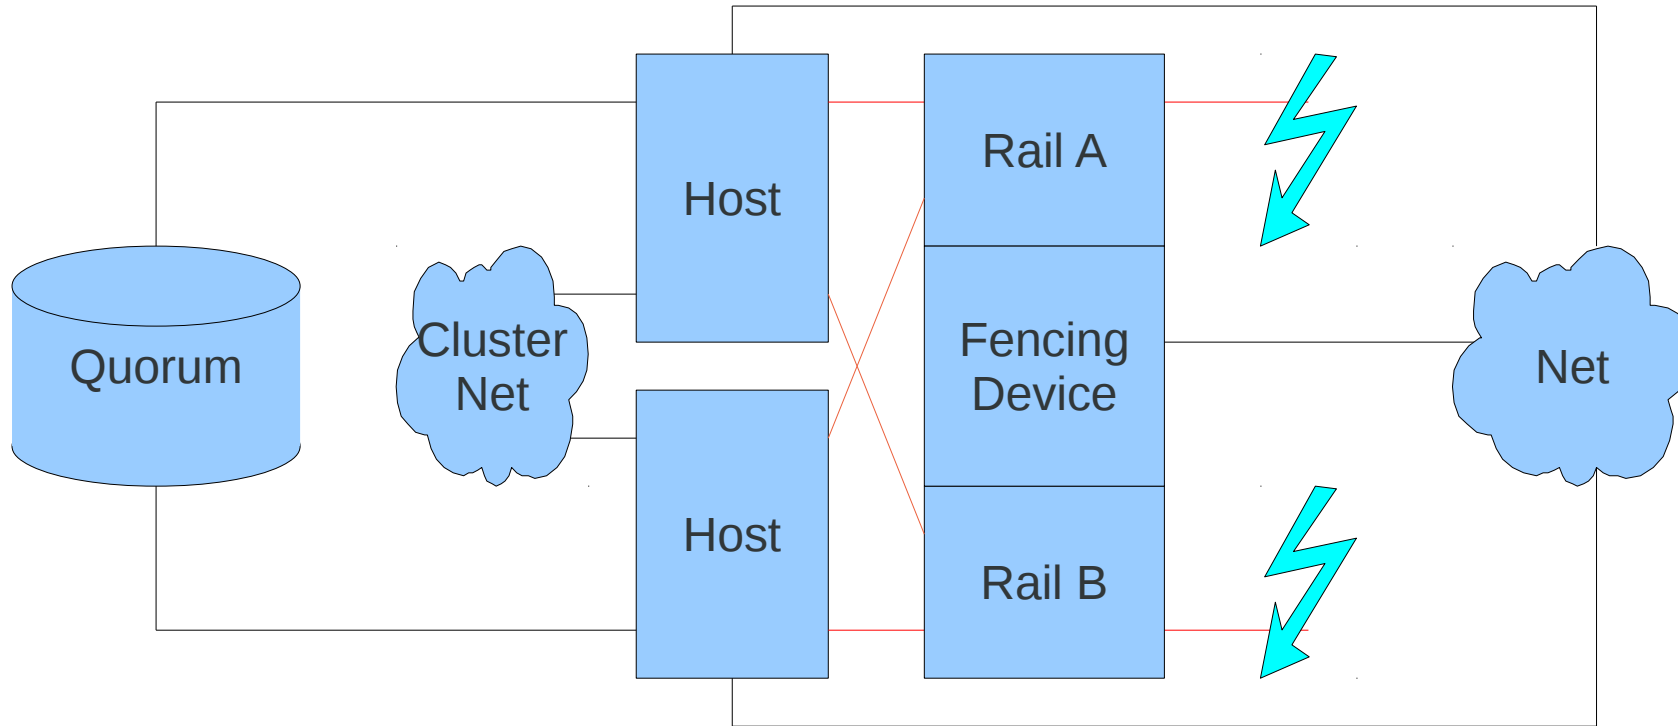 Rail A
Host
Cluster
Net
Quorum
Fencing
Device
Net
Host
Rail B